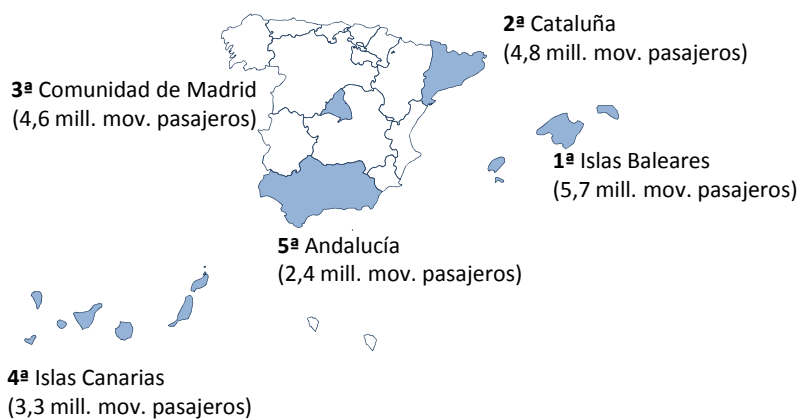 2ª Cataluña
(4,8 mill. mov. pasajeros)
3ª Comunidad de Madrid
(4,6 mill. mov. pasajeros)
1ª Islas Baleares
(5,7 mill. mov. pasajeros)
5ª Andalucía
(2,4 mill. mov. pasajeros)
4ª Islas Canarias
(3,3 mill. mov. pasajeros)